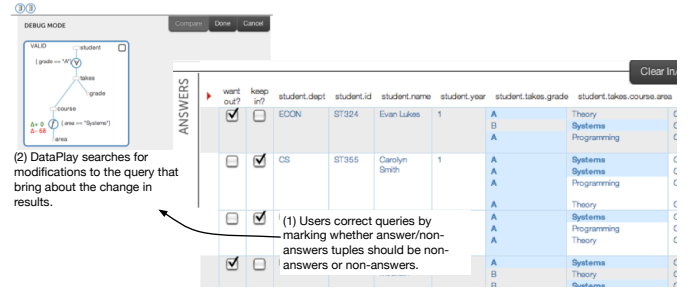 33
DEBUG MODE
Compare Done Cancel
VALID
student
{ grade == "A"} ∀
takes
grade
course
Δ+ 0
Δ- 68
{ area == "Systems"}
area
(2) DataPlay searches for
modifications to the query that
bring about the change in
results.
Clear In/
ANSWERS
want out? keep in? student.dept student.id student.name student.year student.takes.grade student.takes.course.area
ECON ST324 Evan Lukes 1 A Theory
B Systems
A Programming
CS ST355 Carolyn Smith 1 A Systems
A Systems
A Programming
A Theory
A Systems
A Programming
A Theory
(1) Users correct queries by
marking whether answer/non-
answers tuples should be non-
answers or non-answers.
A Systems
B Theory
B Systems